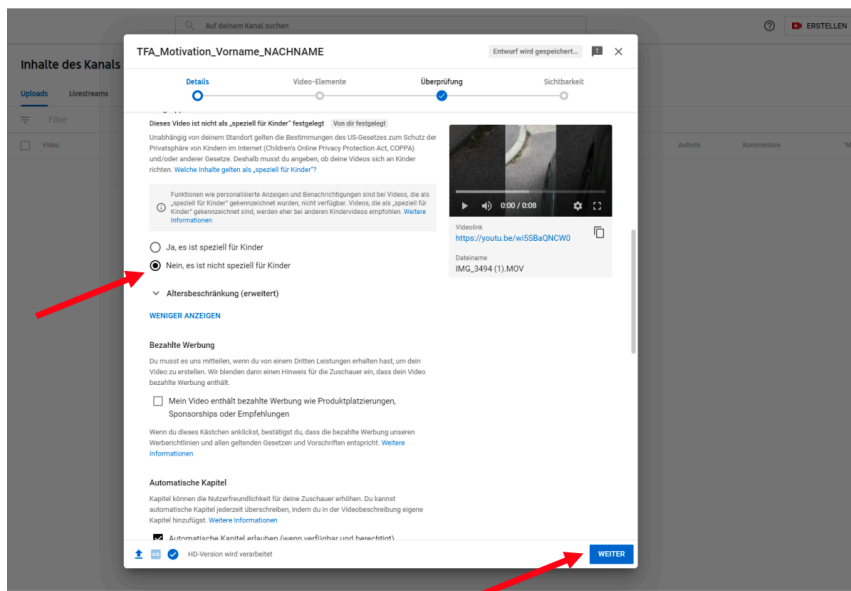 Auf deinem Kanal suchen
ERSTELLEN
Inhalte des Kanals
Uploads Livestreams
Filter
Video Aufrufe Kommentare
TFA_Motivation_Vorname_NACHNAME
Entwurf wird gespeichert...
Details Video-Elemente Überprüfung Sichtbarkeit
Dieses Video ist nicht als „speziell für Kinder“ festgelegt Von dir festgelegt
Unabhängig von deinem Standort gelten die Bestimmungen des US-Gesetzes zum Schutz der
Privatsphäre von Kindern im Internet (Children's Online Privacy Protection Act, COPPA)
und/oder anderer Gesetze. Deshalb musst du angeben, ob deine Videos sich an Kinder
richten. Welche Inhalte gelten als „speziell für Kinder“?
Funktionen wie personalisierte Anzeigen und Benachrichtigungen sind bei Videos, die als
„speziell für Kinder“ gekennzeichnet wurden, nicht verfügbar. Videos, die als „speziell für
Kinder“ gekennzeichnet sind, werden eher bei anderen Kindervideos empfohlen. Weitere
Informationen
Ja, es ist speziell für Kinder
Nein, es ist nicht speziell für Kinder
Altersbeschränkung (erweitert)
WENIGER ANZEIGEN
Bezahlte Werbung
Du musst es uns mitteilen, wenn du von einem Dritten Leistungen erhalten hast, um dein
Video zu erstellen. Wir blenden dann einen Hinweis für die Zuschauer ein, dass dein Video
bezahlte Werbung enthält.
Mein Video enthält bezahlte Werbung wie Produktplatzierungen,
Sponsorships oder Empfehlungen
Wenn du dieses Kästchen anklickst, bestätigst du, dass die bezahlte Werbung unseren
Werberichtlinien und allen geltenden Gesetzen und Vorschriften entspricht. Weitere
Informationen
Automatische Kapitel
Kapitel können die Nutzerfreundlichkeit für deine Zuschauer erhöhen. Du kannst
automatische Kapitel jederzeit überschreiben, indem du in der Videobeschreibung eigene
Kapitel hinzufügst. Weitere Informationen
Automatische Kapitel erlauben (wenn verfügbar und berechtigt)
0:00 / 0:08
Videolink
https://youtu.be/wi5SBaQNCW0
Dateiname
IMG_3494 (1).MOV
HD-Version wird verarbeitet
WEITER